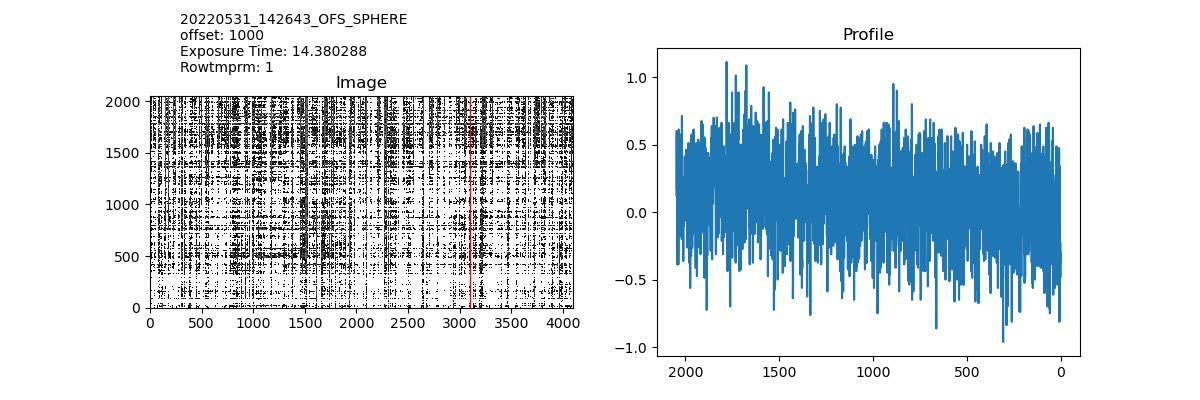 20220531_142643_OFS_SPHERE
offset: 1000
Exposure Time: 14.380288
Rowtmprm: 1
Image
2000
1500
1000
500
0
0 500 1000 1500 2000 2500 3000 3500 4000
Profile
1.0
0.5
0.0
−0.5
−1.0
2000 1500 1000 500 0